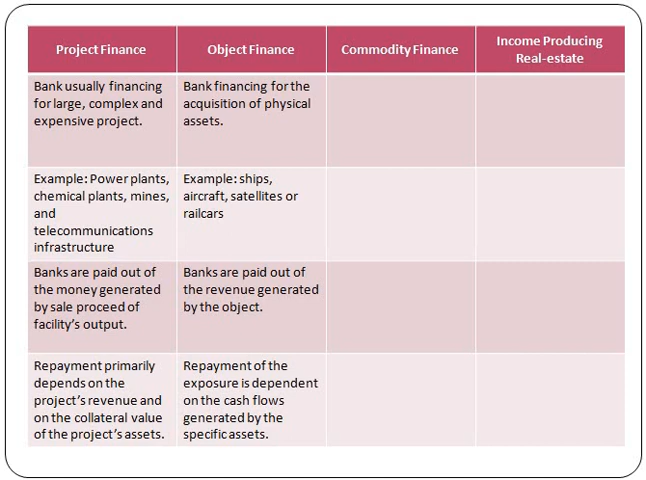 Project Finance
Object Finance
Commodity Finance
Income Producing
Real-estate
Bank usually financing
for large, complex and
expensive project.
Bank financing for the
acquisition of physical
assets.
Example: Power plants,
chemical plants, mines,
and
telecommunications
infrastructure
Example: ships,
aircraft, satellites or
railcars
Banks are paid out of
the money generated
by sale proceed of
facility's output.
Banks are paid out of
the revenue generated
by the object.
Repayment primarily
depends on the
project's revenue and
on the collateral value
of the project's assets.
Repayment of the
exposure is dependent
on the cash flows
generated by the
specific assets.